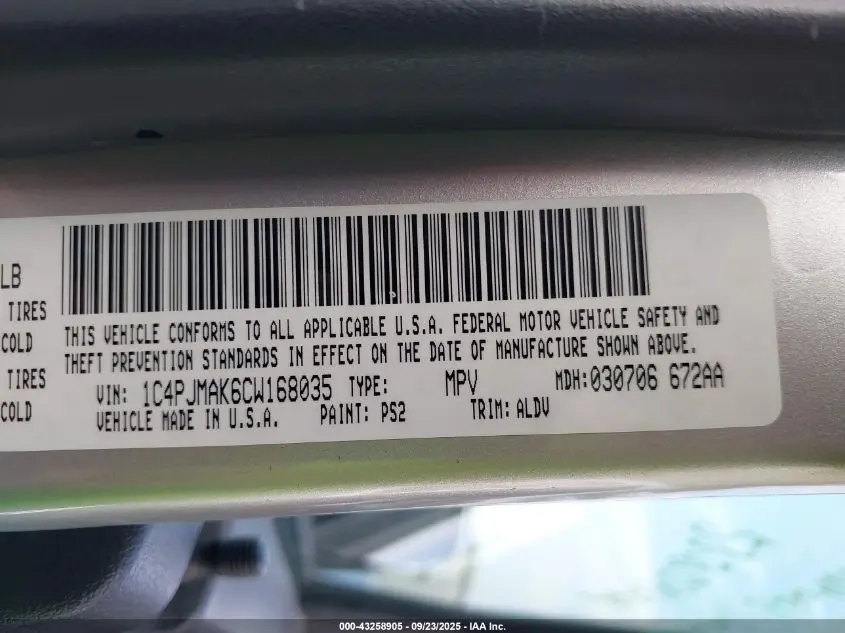 LB
TIRES
COLD
TIRES
COLD
THIS VEHICLE CONFORMS TO ALL APPLICABLE U.S.A. FEDERAL MOTOR VEHICLE SAFETY AND
THEFT PREVENTION STANDARDS IN EFFECT ON THE DATE OF MANUFACTURE SHOWN ABOVE.
VIN: 1C4PJMAK6CW168035 TYPE: MPV MDH:030706 672AA
VEHICLE MADE IN U.S.A. PAINT: PS2 TRIM: ALDV
000-43258905 - 09/23/2025 - IAA Inc.